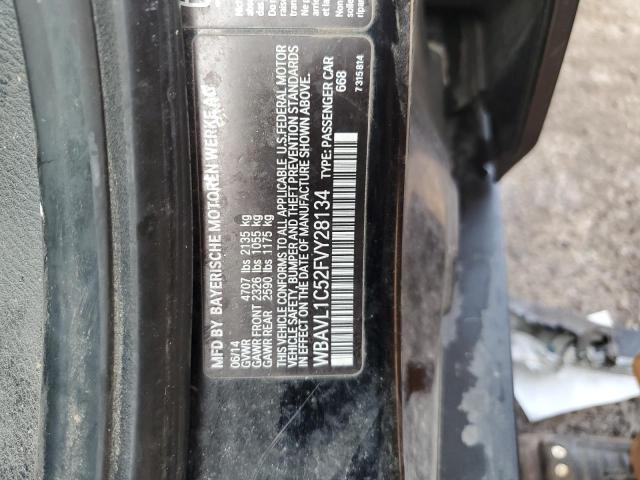 MFD BY BAYERISCHE MOTOREN WERKE AG
06/14
GVWR 4707 lbs 2135 kg
GAWR FRONT 2326 lbs 1055 kg
GAWR REAR 2590 lbs 1175 kg
THIS VEHICLE CONFORMS TO ALL APPLICABLE U.S. FEDERAL MOTOR
VEHICLE SAFETY, BUMPER AND THEFT PREVENTION STANDARDS
IN EFFECT ON THE DATE OF MANUFACTURE SHOWN ABOVE.
WBAVL1C52FVY28134 TYPE: PASSENGER CAR
668
7 315 814